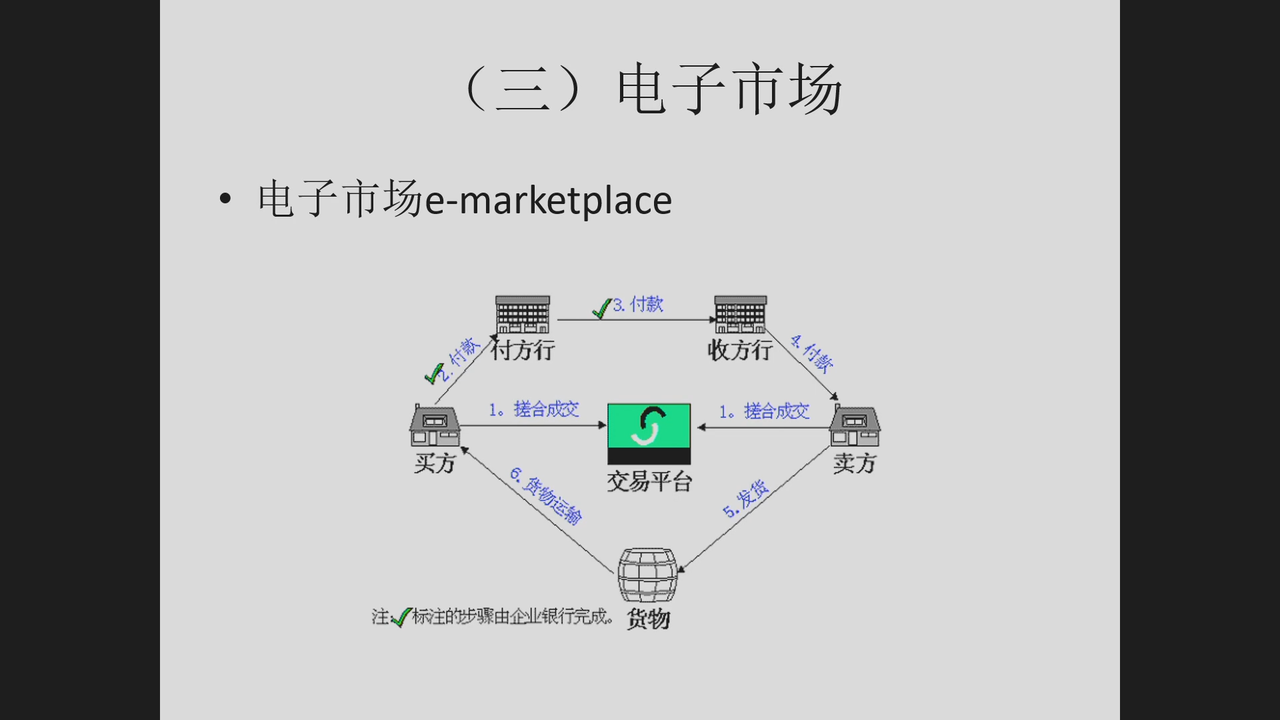 （三）电子市场
• 电子市场e-marketplace
3.付款
付方行
收方行
2.付款
4.付款
1。搓合成交
1。搓合成交
买方
交易平台
卖方
6.货物运输
5.发货
注:✓标注的步骤由企业银行完成。
货物